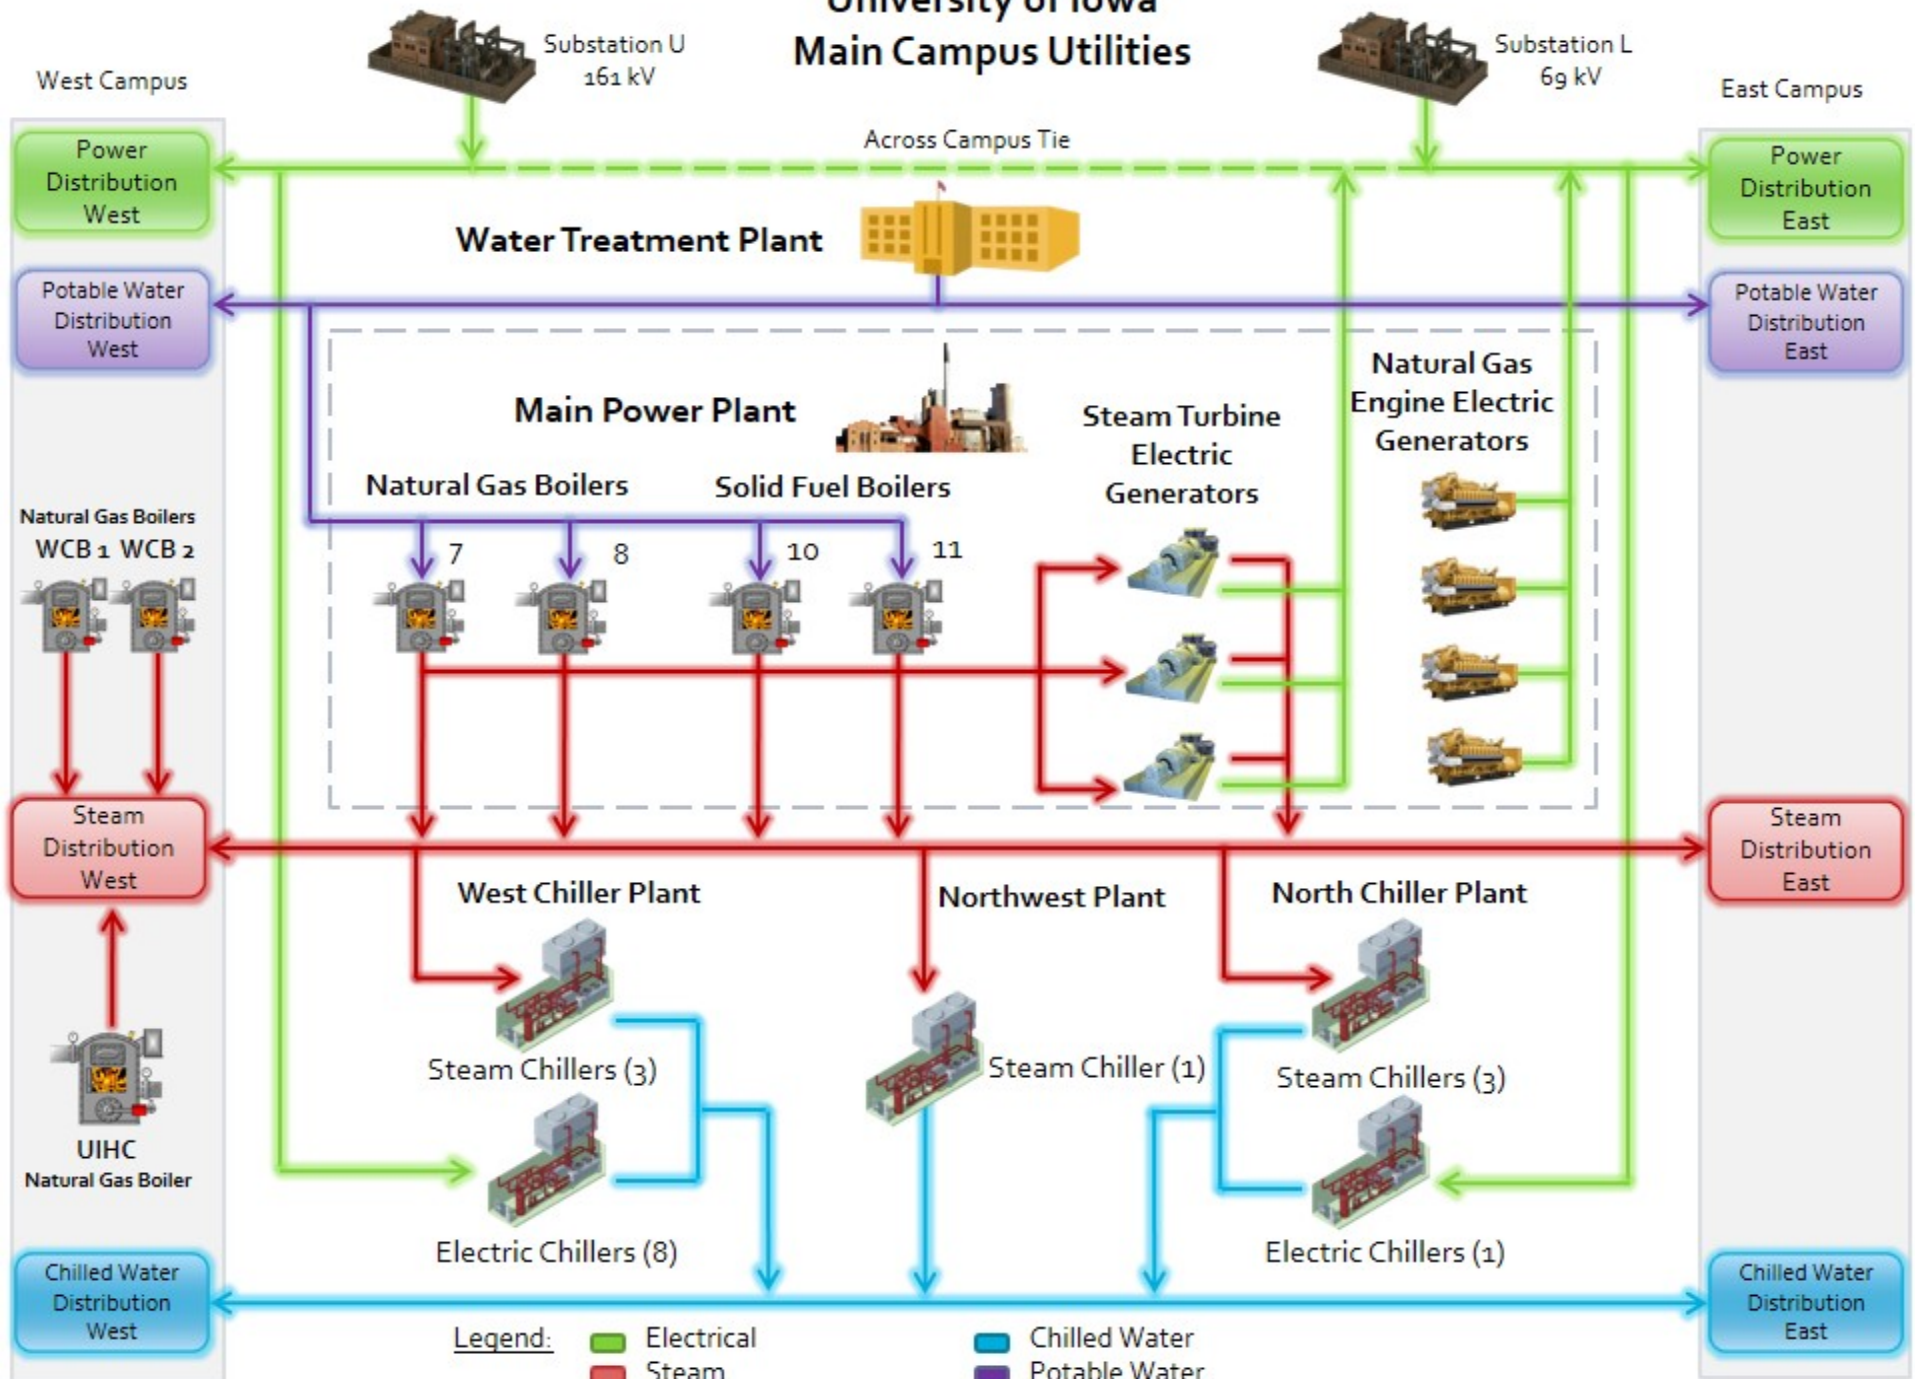 University of Iowa
Main Campus Utilities
Substation U
161 kV
Substation L
69 kV
West Campus
East Campus
Across Campus Tie
Power
Distribution
West
Power
Distribution
East
Water Treatment Plant
Potable Water
Distribution
West
Potable Water
Distribution
East
Main Power Plant
Natural Gas Boilers
Solid Fuel Boilers
Steam Turbine
Electric
Generators
Natural Gas
Engine Electric
Generators
7
8
10
11
Natural Gas Boilers
WCB 1 WCB 2
Steam
Distribution
West
Steam
Distribution
East
West Chiller Plant
Northwest Plant
North Chiller Plant
Steam Chillers (3)
Steam Chiller (1)
Steam Chillers (3)
UIHC
Natural Gas Boiler
Electric Chillers (8)
Electric Chillers (1)
Chilled Water
Distribution
West
Chilled Water
Distribution
East
Legend:
Electrical
Chilled Water
Steam
Potable Water